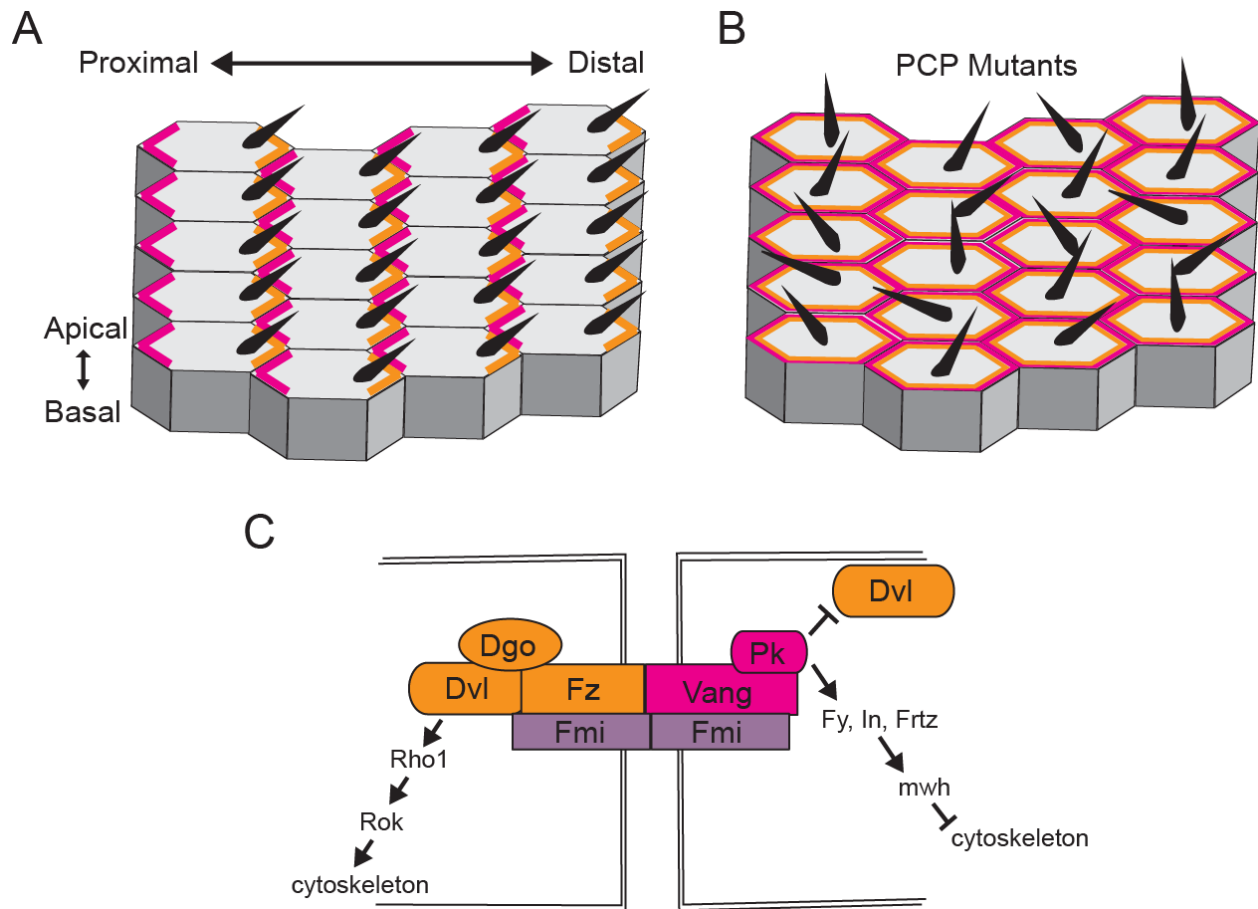 A
Proximal
Distal
Apical
Basal
B
PCP Mutants
C
Dvl
Dgo
Pk
Dvl
Fz
Vang
Fmi
Fmi
Fy, In, Frtz
Rho1
mwh
Rok
cytoskeleton
cytoskeleton